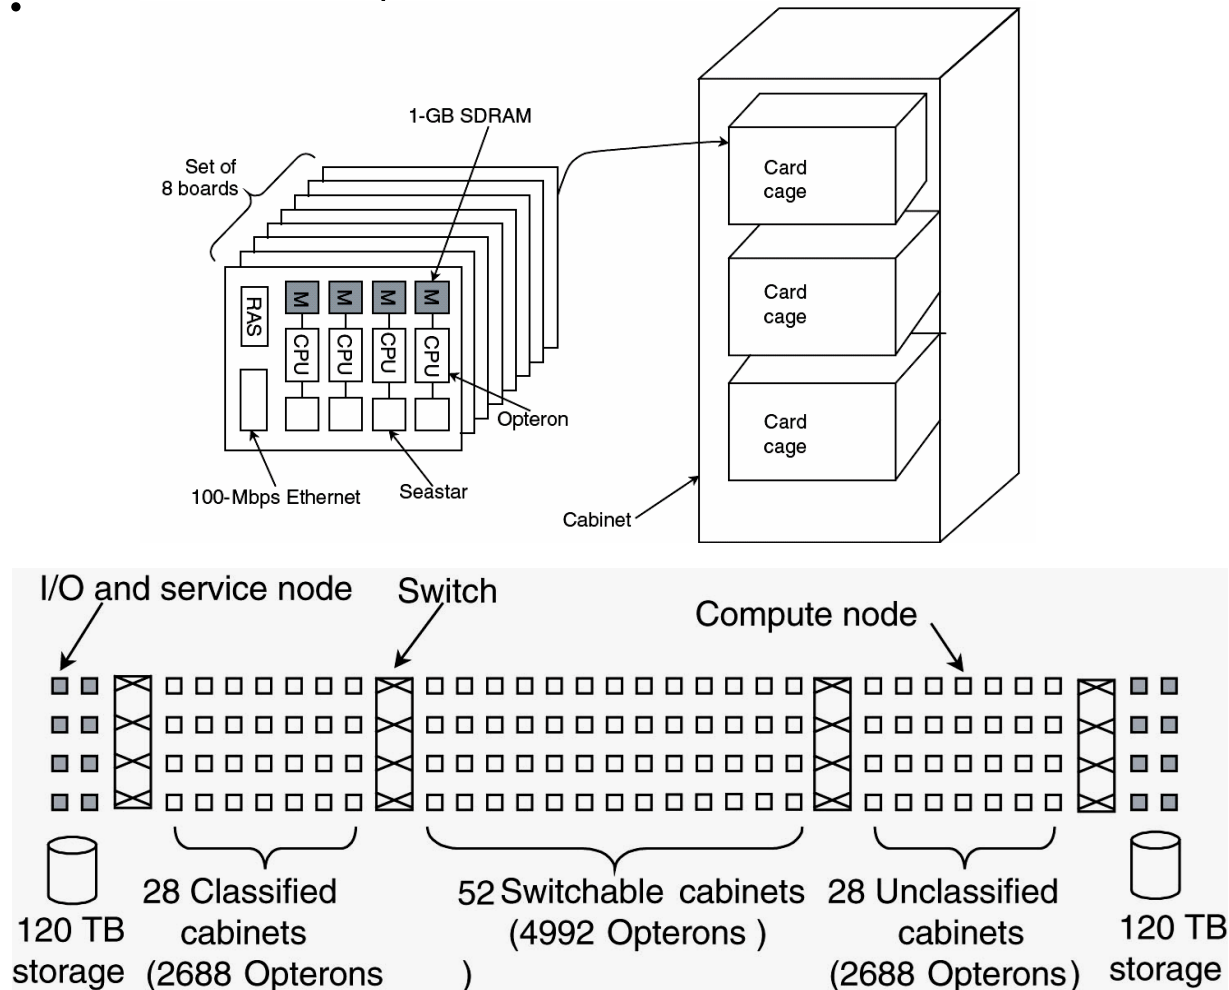 1-GB SDRAM
Set of
8 boards
Card
cage
Card
cage
Card
cage
RAS
M
M
M
M
CPU
CPU
CPU
CPU
Opteron
100-Mbps Ethernet
Seastar
Cabinet
I/O and service node
Switch
Compute node
28 Classified
cabinets
(2688 Opterons )
52 Switchable cabinets
(4992 Opterons )
28 Unclassified
cabinets
(2688 Opterons)
120 TB
storage
120 TB
storage